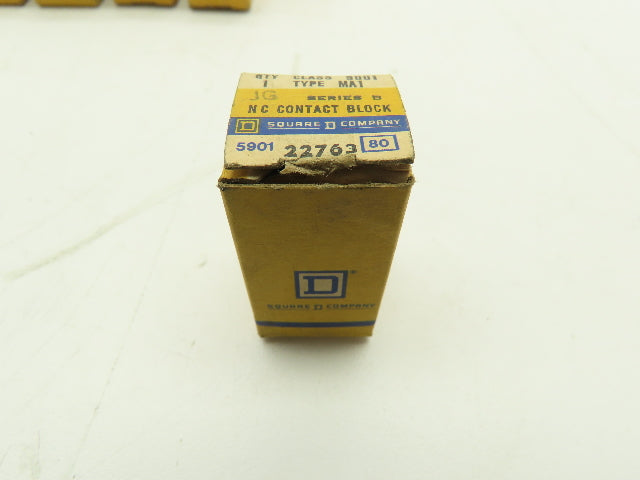 QTY CLASS 9001
1 TYPE MA1
JG SERIES B
N C CONTACT BLOCK
D SQUARE D COMPANY
5901 22763 80
D ®
SQUARE D COMPANY